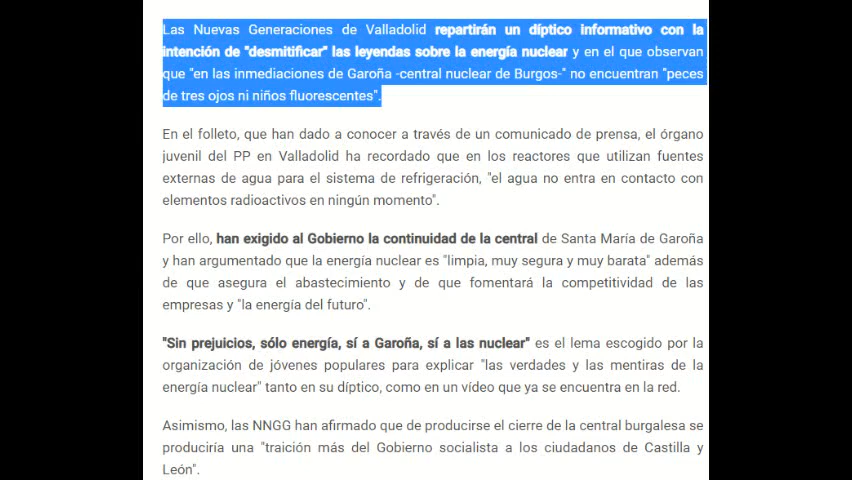 Las Nuevas Generaciones de Valladolid repartirán un díptico informativo con la
intención de "desmitificar" las leyendas sobre la energía nuclear y en el que observan
que "en las inmediaciones de Garoña -central nuclear de Burgos-" no encuentran "peces
de tres ojos ni niños fluorescentes".
En el folleto, que han dado a conocer a través de un comunicado de prensa, el órgano
juvenil del PP en Valladolid ha recordado que en los reactores que utilizan fuentes
externas de agua para el sistema de refrigeración, "el agua no entra en contacto con
elementos radioactivos en ningún momento".
Por ello, han exigido al Gobierno la continuidad de la central de Santa María de Garoña
y han argumentado que la energía nuclear es "limpia, muy segura y muy barata" además
de que asegura el abastecimiento y de que fomentará la competitividad de las
empresas y "la energía del futuro".
"Sin prejuicios, sólo energía, sí a Garoña, sí a las nuclear" es el lema escogido por la
organización de jóvenes populares para explicar "las verdades y las mentiras de la
energía nuclear" tanto en su díptico, como en un vídeo que ya se encuentra en la red.
Asimismo, las NNGG han afirmado que de producirse el cierre de la central burgalesa se
produciría una "traición más del Gobierno socialista a los ciudadanos de Castilla y
León".